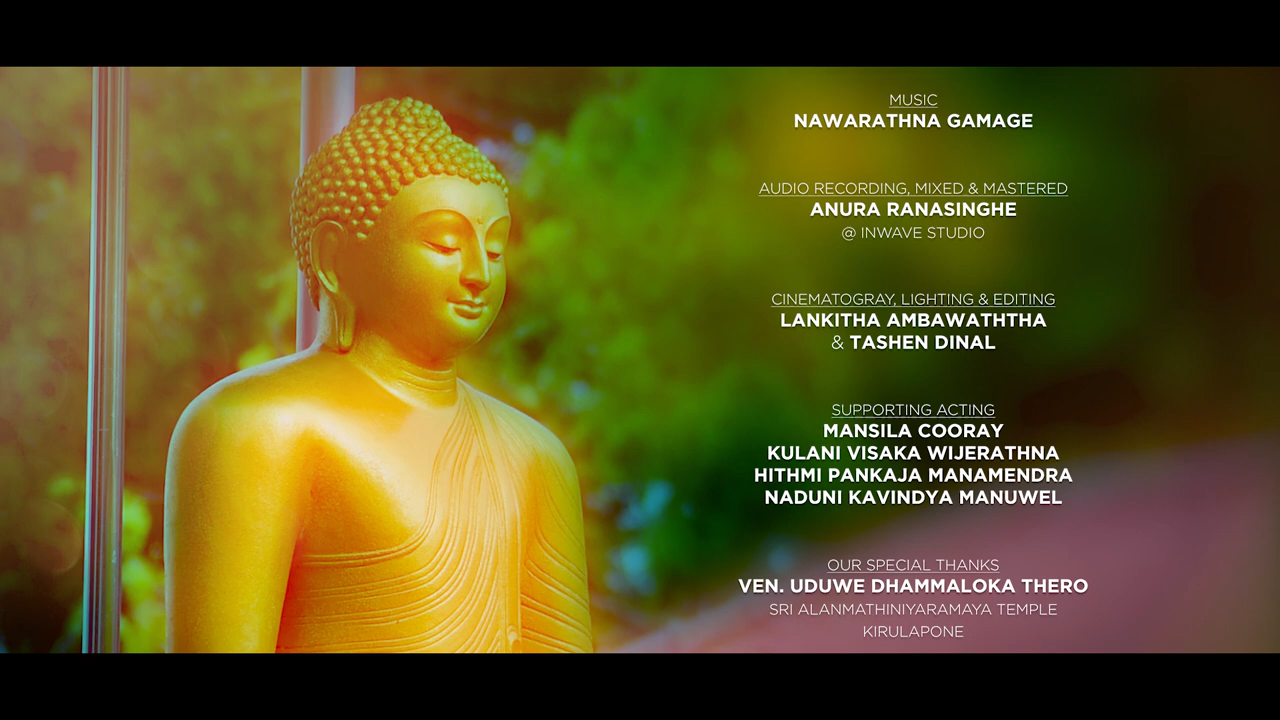 MUSIC
NAWARATHNA GAMAGE
AUDIO RECORDING, MIXED & MASTERED
ANURA RANASINGHE
@ INWAVE STUDIO
CINEMATOGRAY, LIGHTING & EDITING
LANKITHA AMBAWATHTHA
& TASHEN DINAL
SUPPORTING ACTING
MANSILA COORAY
KULANI VISAKA WIJERATHNA
HITHMI PANKAJA MANAMENDRA
NADUNI KAVINDYA MANUWEL
OUR SPECIAL THANKS
VEN. UDUWE DHAMMALOKA THERO
SRI ALANMATHINIYARAMAYA TEMPLE
KIRULAPONE